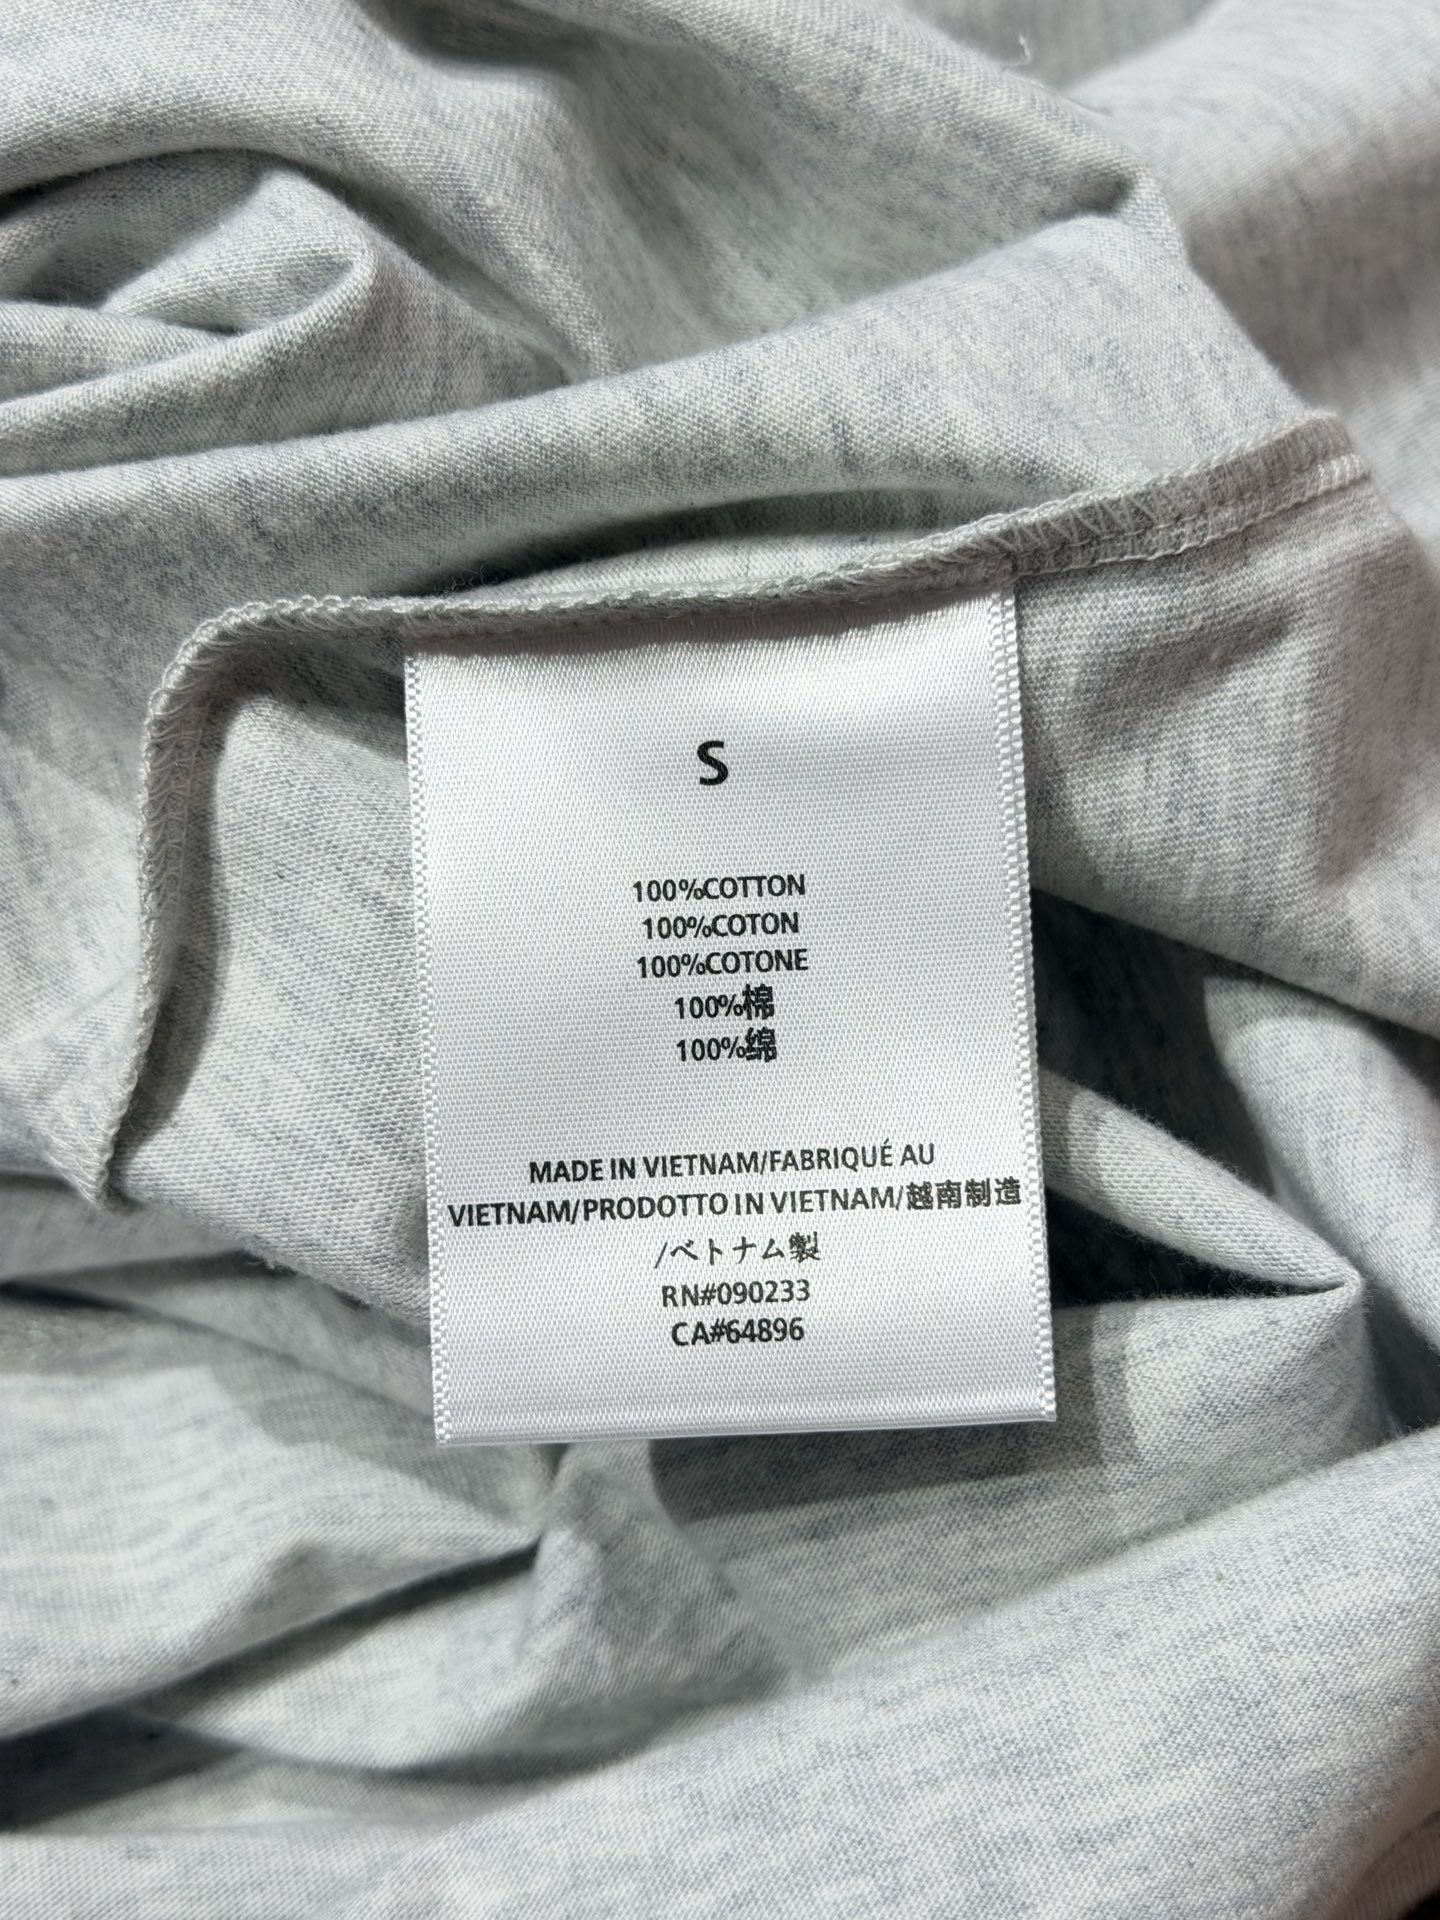 S
100%COTTON
100%COTON
100%COTONE
100%棉
100%绵
MADE IN VIETNAM/FABRIQUÉ AU
VIETNAM/PRODOTTO IN VIETNAM/越南制造
/ベトナム製
RN#090233
CA#64896